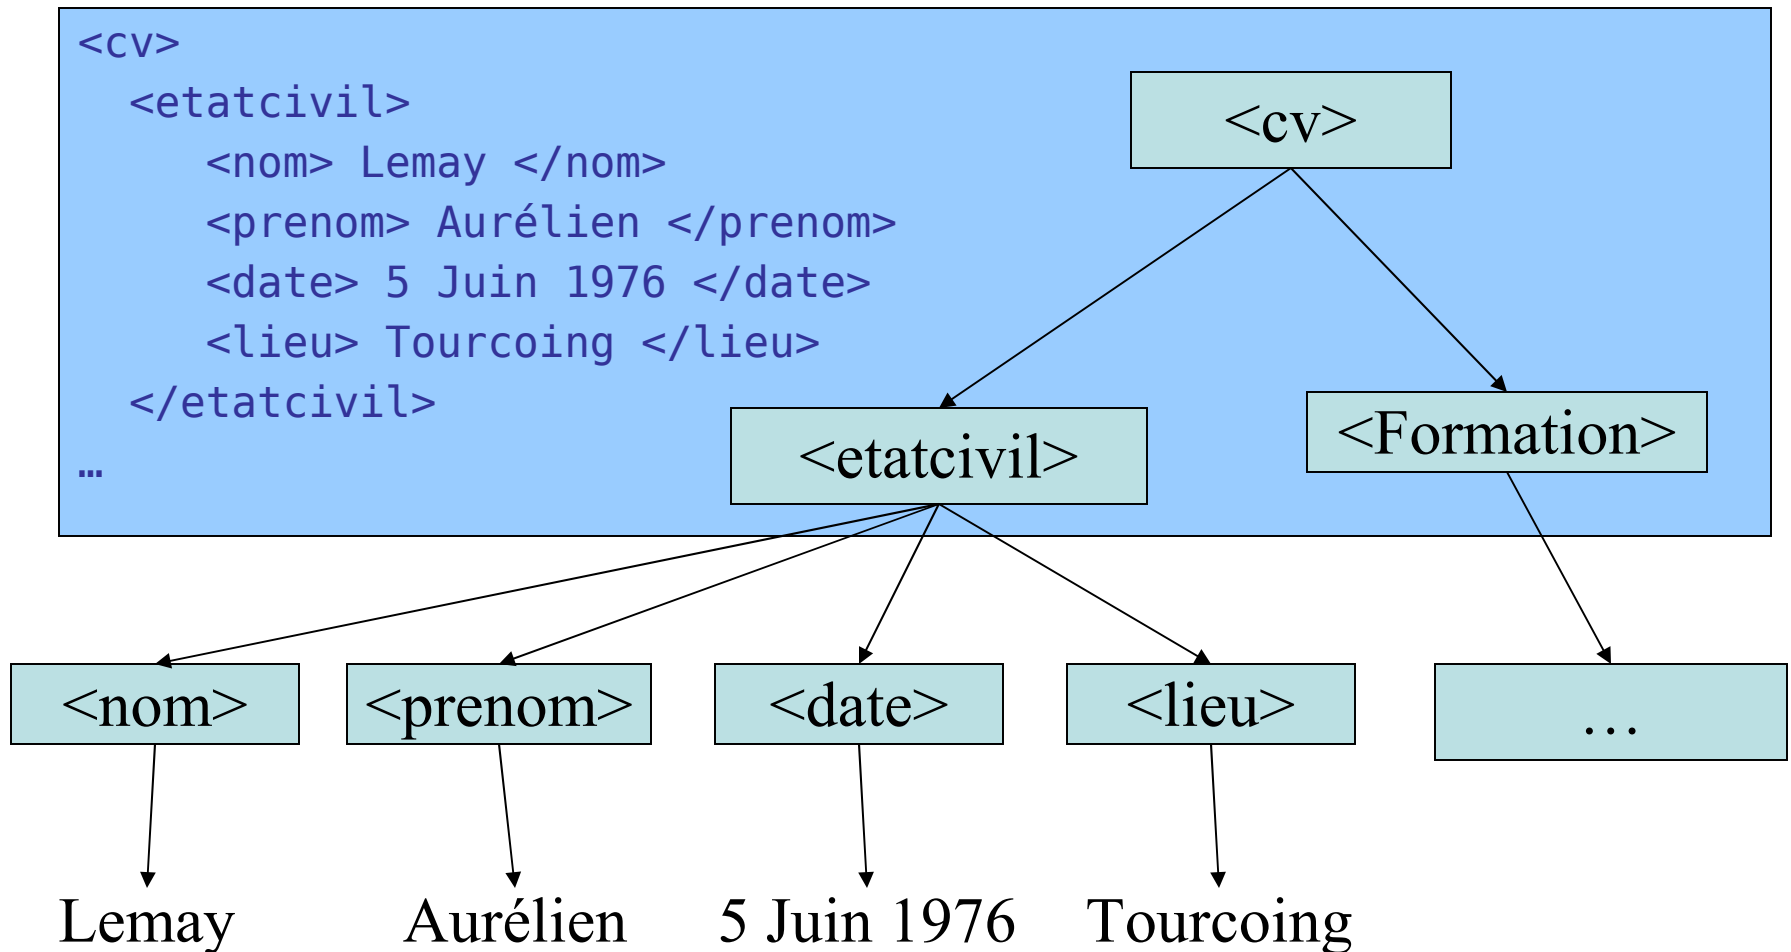 <cv>
<etatcivil>
<nom> Lemay </nom>
<prenom> Aurélien </prenom>
<date> 5 Juin 1976 </date>
<lieu> Tourcoing </lieu>
</etatcivil>
…
<cv>
<etatcivil>
<Formation>
<nom>
<prenom>
<date>
<lieu>
…
Lemay
Aurélien
5 Juin 1976
Tourcoing